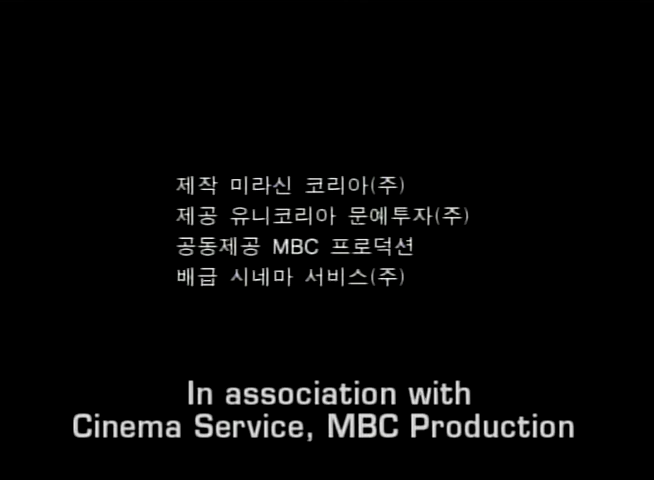 제작 미라신 코리아(주)
제공 유니코리아 문예투자(주)
공동제공 MBC 프로덕션
배급 시네마 서비스(주)
In association with
Cinema Service, MBC Production